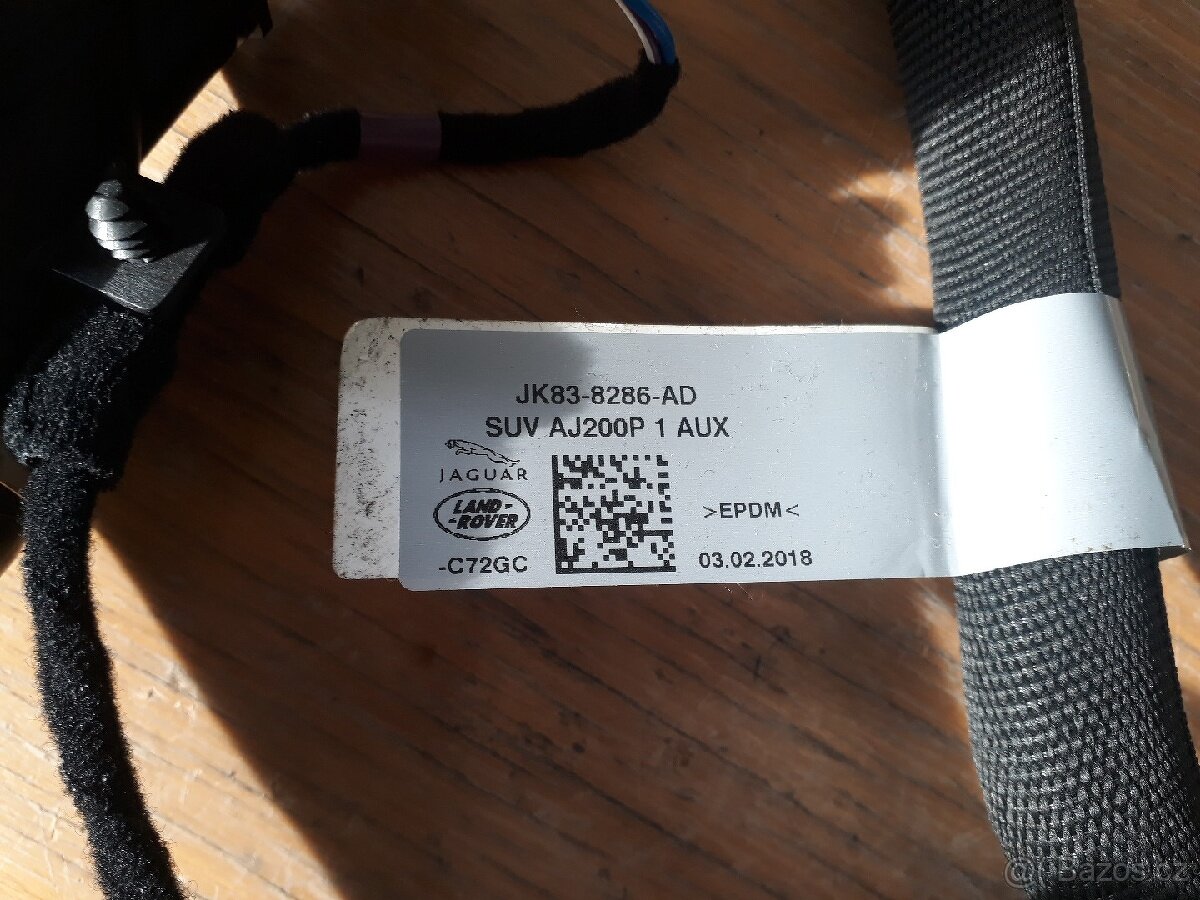 JK83-8286-AD
SUV AJ200P 1 AUX
JAGUAR
LAND-
-ROVER
>EPDM<
-C72GC
03.02.2018
@ Bazos.cz